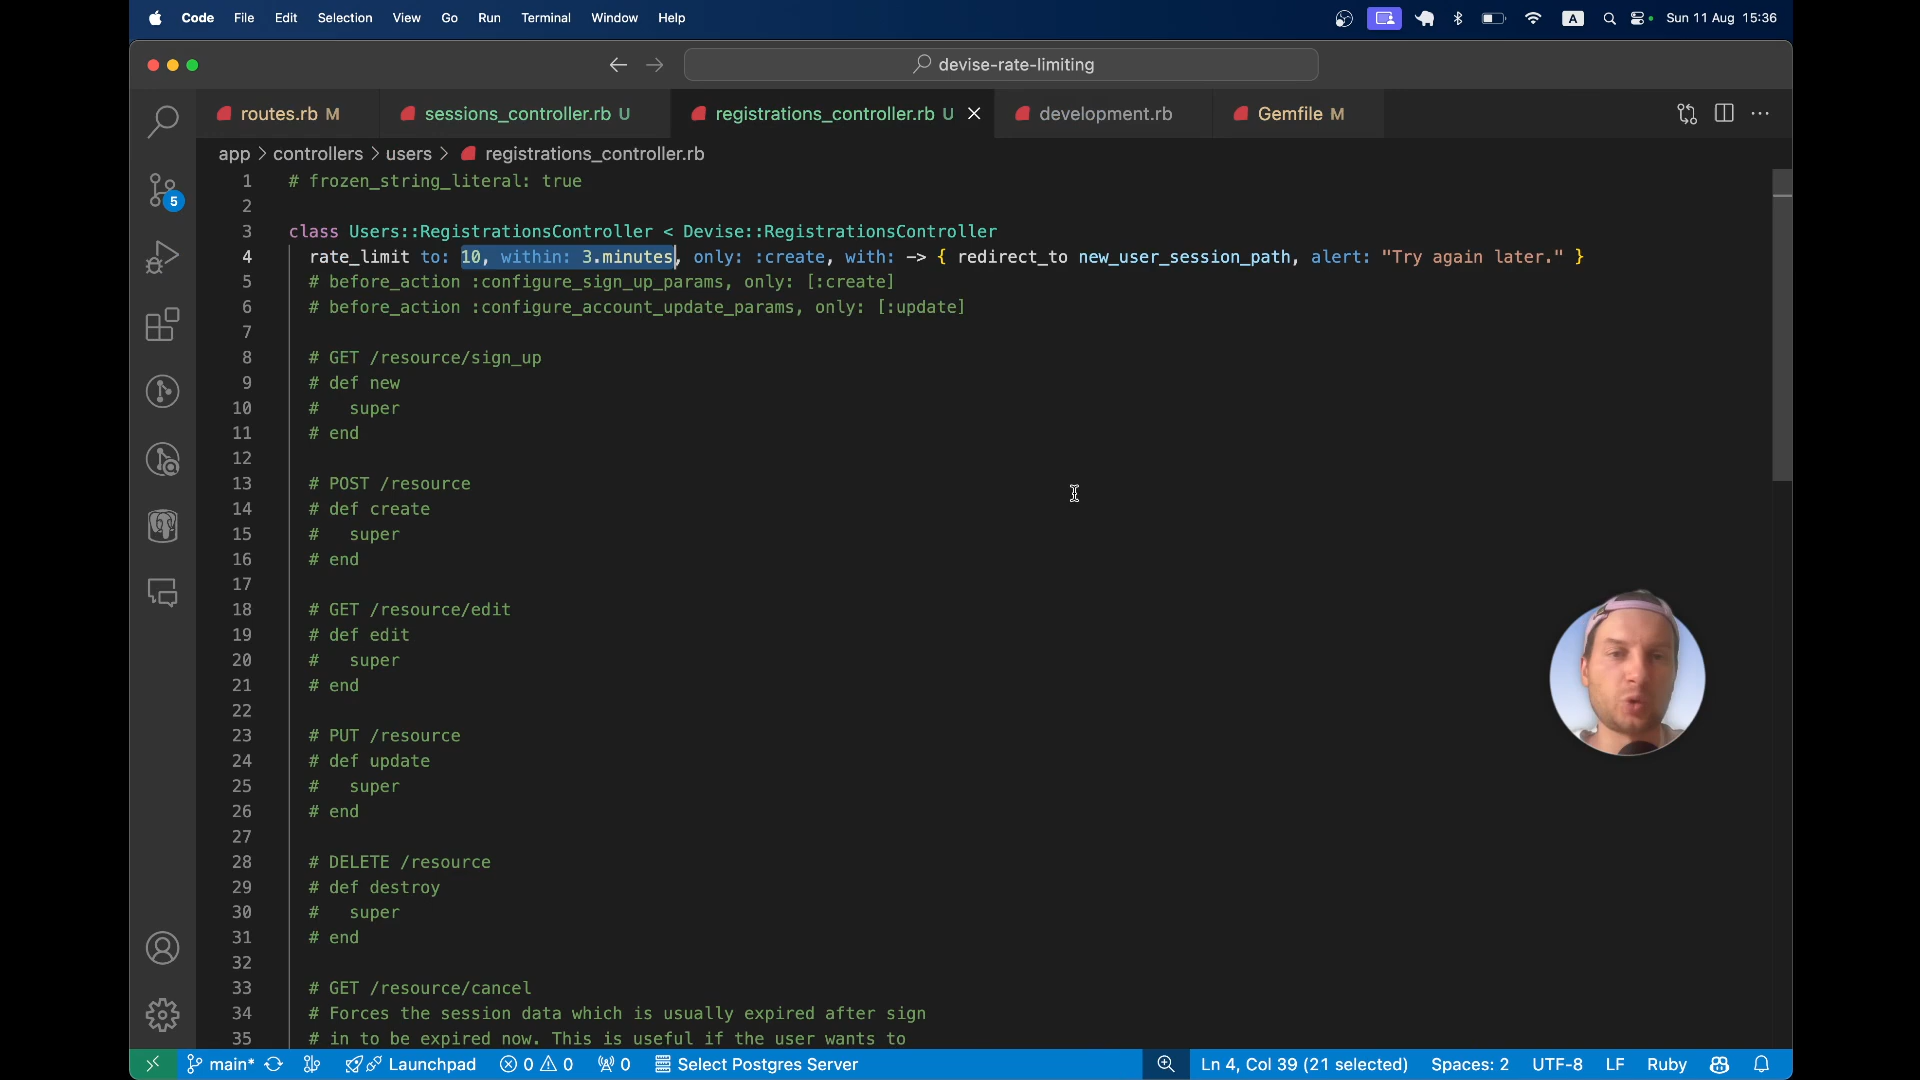 Code File Edit Selection View Go Run Terminal Window Help A Sun 11 Aug 15:36
devise-rate-limiting
routes.rb M sessions_controller.rb U registrations_controller.rb U development.rb Gemfile M
app > controllers > users > registrations_controller.rb
1 # frozen_string_literal: true
2
3 class Users::RegistrationsController < Devise::RegistrationsController
4 rate_limit to: 10, within: 3.minutes, only: :create, with: -> { redirect_to new_user_session_path, alert: "Try again later." }
5 # before_action :configure_sign_up_params, only: [:create]
6 # before_action :configure_account_update_params, only: [:update]
7
8 # GET /resource/sign_up
9 # def new
10 #   super
11 # end
12
13 # POST /resource
14 # def create
15 #   super
16 # end
17
18 # GET /resource/edit
19 # def edit
20 #   super
21 # end
22
23 # PUT /resource
24 # def update
25 #   super
26 # end
27
28 # DELETE /resource
29 # def destroy
30 #   super
31 # end
32
33 # GET /resource/cancel
34 # Forces the session data which is usually expired after sign
35 # in to be expired now. This is useful if the user wants to
5
main* Launchpad 0 0 0 Select Postgres Server Ln 4, Col 39 (21 selected) Spaces: 2 UTF-8 LF Ruby